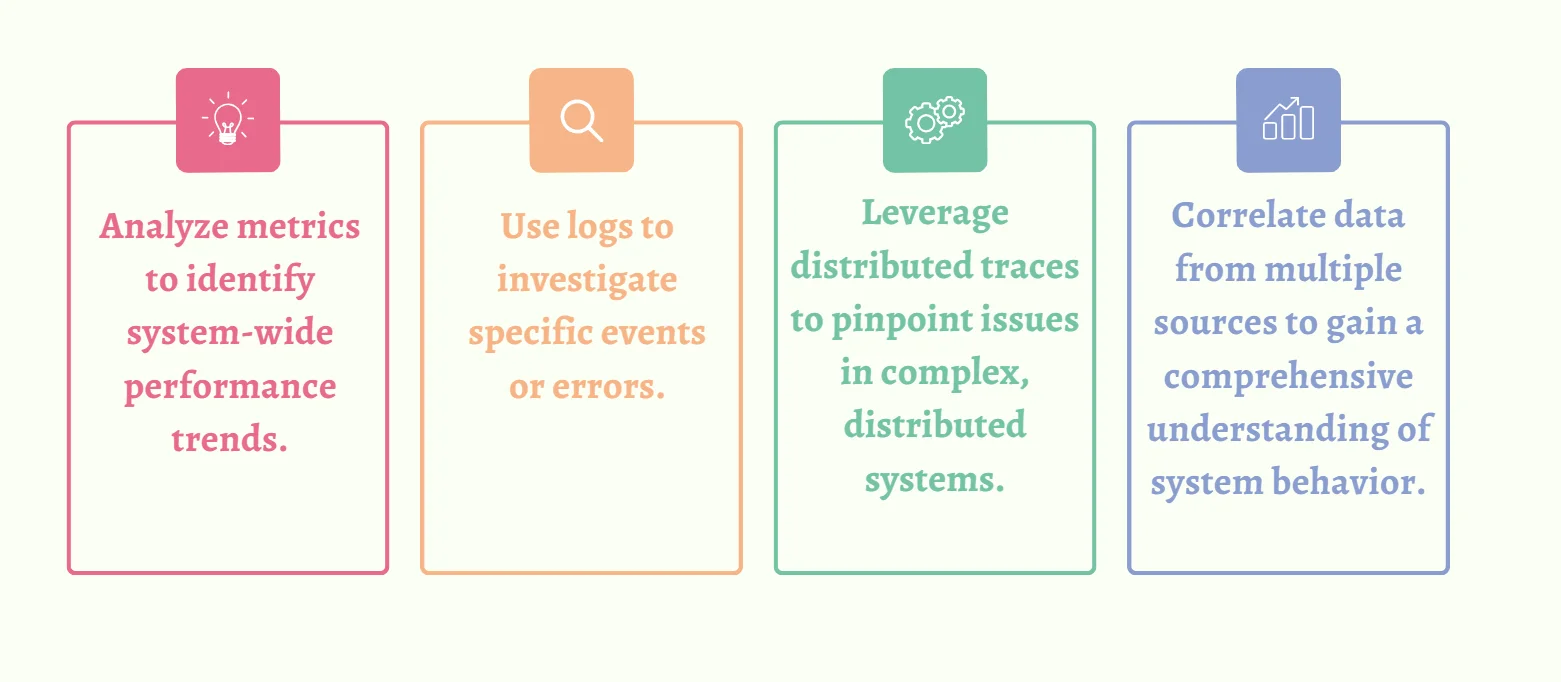 Analyze metrics
to identify
system-wide
performance
trends.
Use logs to
investigate
specific events
or errors.
Leverage
distributed traces
to pinpoint issues
in complex,
distributed
systems.
Correlate data
from multiple
sources to gain a
comprehensive
understanding of
system behavior.